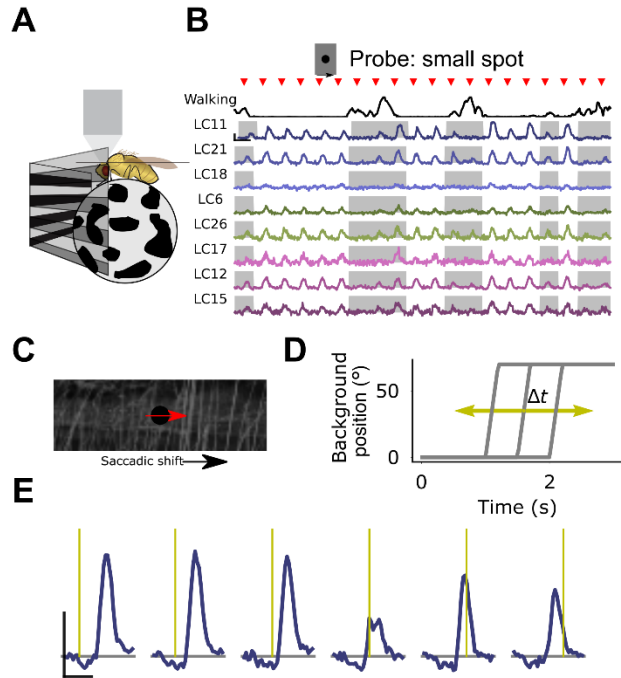 A
B
Probe: small spot
Walking
LC11
LC21
LC18
LC6
LC26
LC17
LC12
LC15
C
Saccadic shift
D
Background
position (º)
50
0
Δt
0
2
Time (s)
E